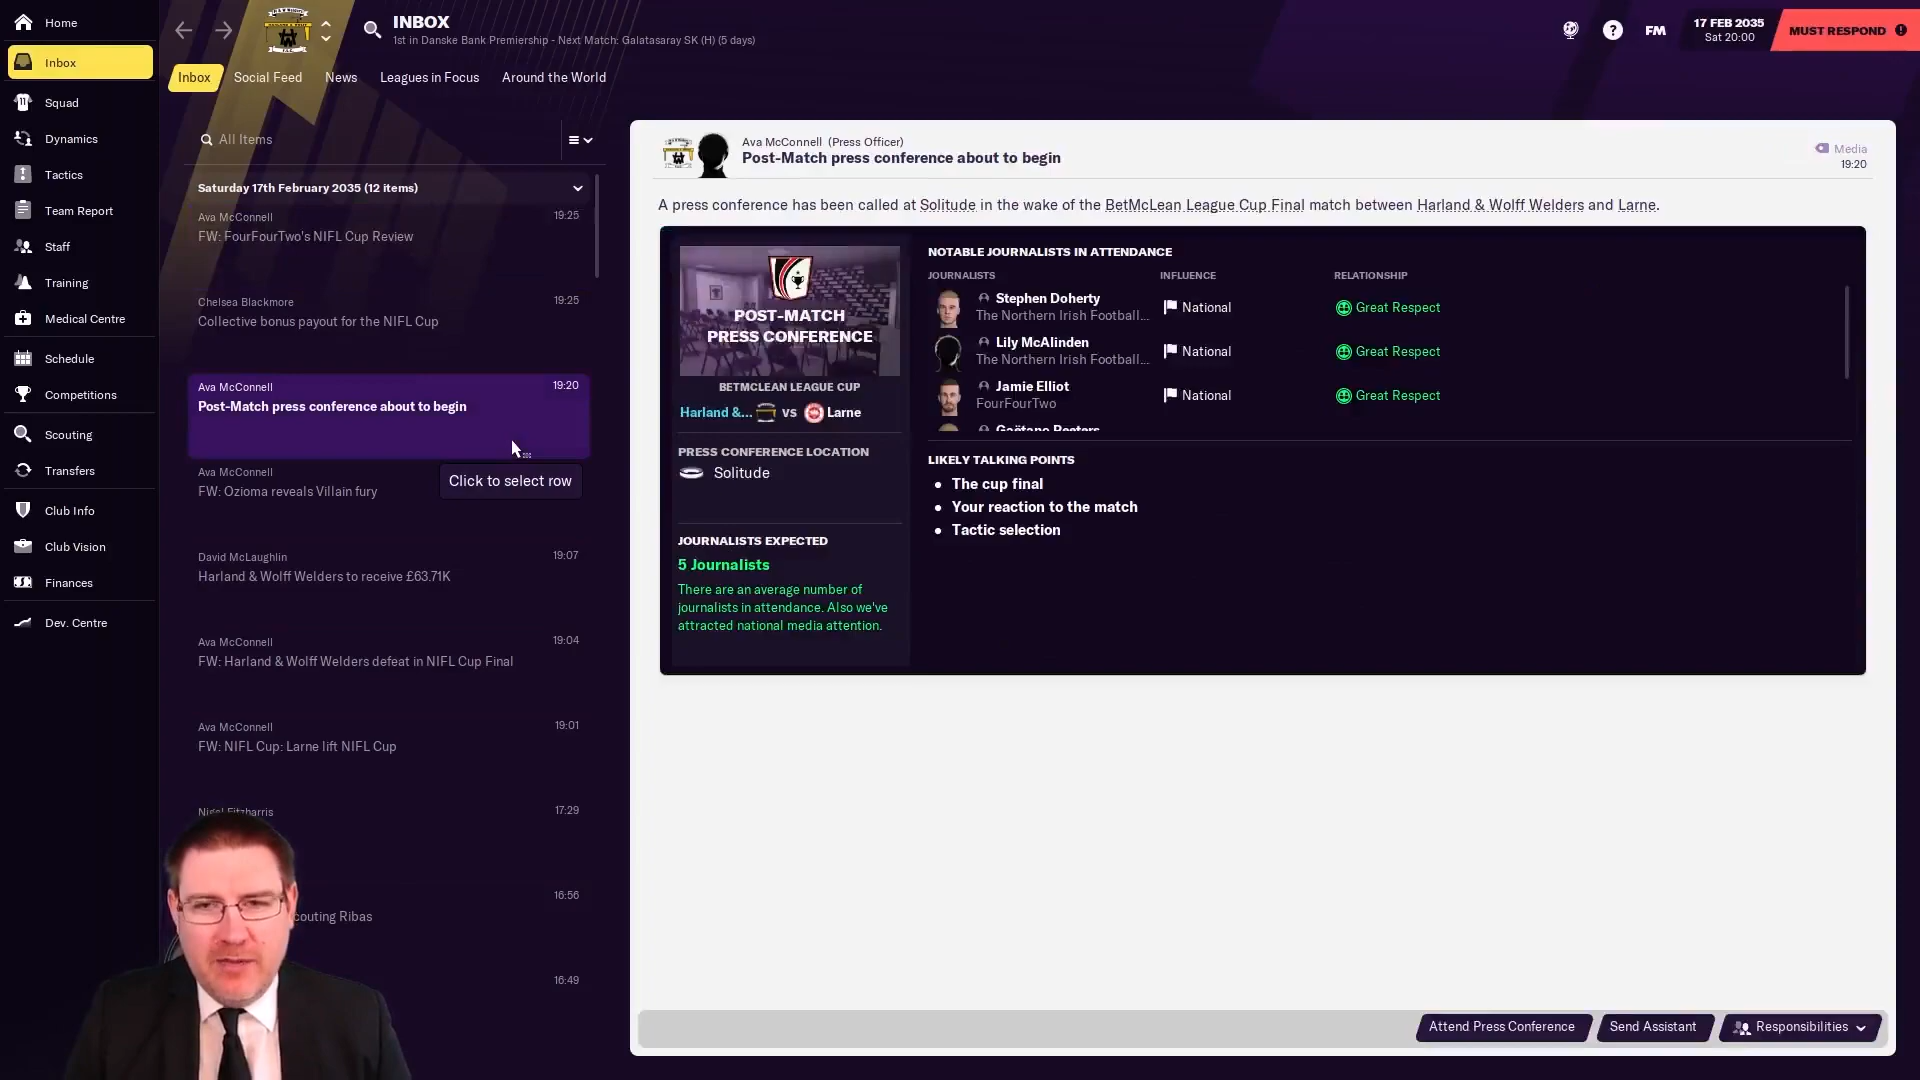 Home
Inbox
Squad
Dynamics
Tactics
Team Report
Staff
Training
Medical Centre
Schedule
Competitions
Scouting
Transfers
Club Info
Club Vision
Finances
Dev. Centre
INBOX
1st in Danske Bank Premiership - Next Match: Galatasaray SK (H) (5 days)
FM
17 FEB 2035
Sat 20:00
MUST RESPOND
Inbox
Social Feed
News
Leagues in Focus
Around the World
All Items
Saturday 17th February 2035 (12 items)
Ava McConnell
19:25
FW: FourFourTwo's NIFL Cup Review
Chelsea Blackmore
19:25
Collective bonus payout for the NIFL Cup
Ava McConnell
19:20
Post-Match press conference about to begin
Ava McConnell
FW: Ozioma reveals Villain fury
Click to select row
David McLaughlin
19:07
Harland & Wolff Welders to receive £63.71K
Ava McConnell
19:04
FW: Harland & Wolff Welders defeat in NIFL Cup Final
Ava McConnell
19:01
FW: NIFL Cup: Larne lift NIFL Cup
Nigel Fitzharris
17:29
16:56
couting Ribas
16:49
Ava McConnell (Press Officer)
Post-Match press conference about to begin
Media
19:20
A press conference has been called at Solitude in the wake of the BetMcLean League Cup Final match between Harland & Wolff Welders and Larne.
POST-MATCH
PRESS CONFERENCE
BETMCLEAN LEAGUE CUP
Harland &... VS Larne
PRESS CONFERENCE LOCATION
Solitude
JOURNALISTS EXPECTED
5 Journalists
There are an average number of
journalists in attendance. Also we've
attracted national media attention.
NOTABLE JOURNALISTS IN ATTENDANCE
JOURNALISTS INFLUENCE RELATIONSHIP
Stephen Doherty
The Northern Irish Football...
National
Great Respect
Lily McAlinden
The Northern Irish Football...
National
Great Respect
Jamie Elliot
FourFourTwo
National
Great Respect
Gaëtane Peeters
LIKELY TALKING POINTS
The cup final
Your reaction to the match
Tactic selection
Attend Press Conference
Send Assistant
Responsibilities